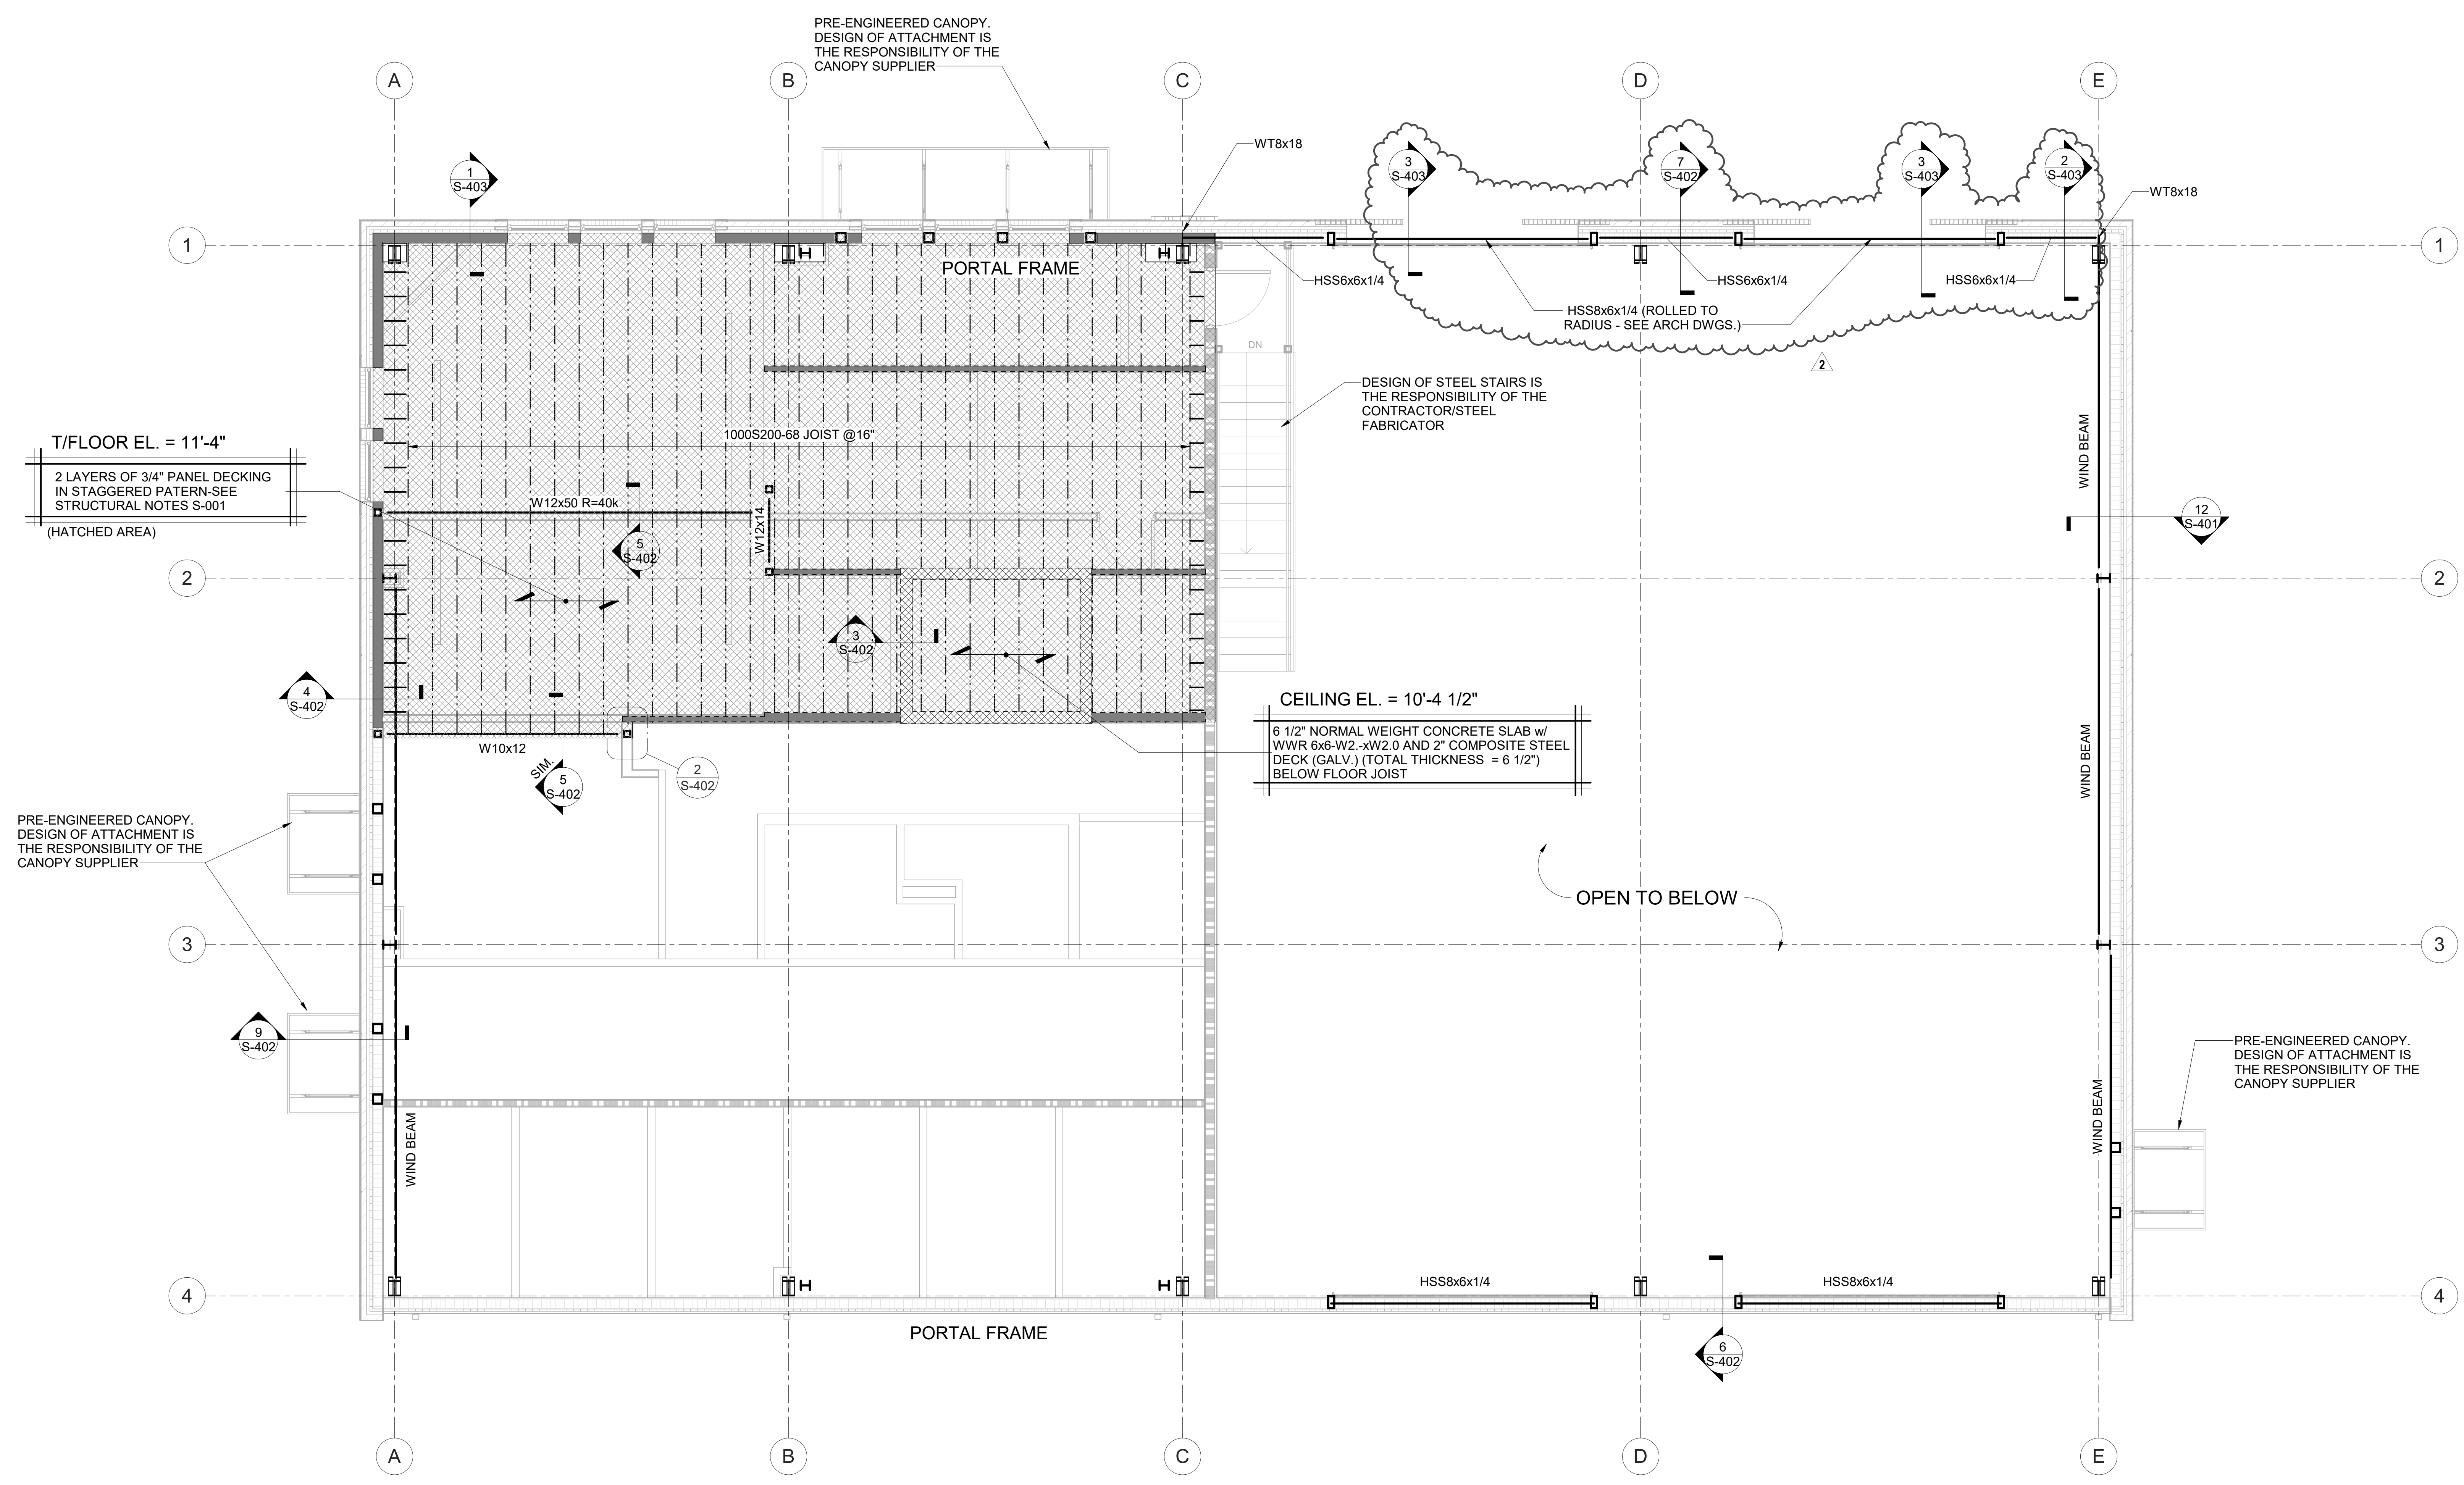 PRE-ENGINEERED CANOPY.
DESIGN OF ATTACHMENT IS
THE RESPONSIBILITY OF THE
CANOPY SUPPLIER
A
B
C
D
E
WT8x18
3
S-403
7
S-402
3
S-403
2
S-403
1
S-403
WT8x18
1
1
PORTAL FRAME
HSS6x6x1/4
HSS6x6x1/4
HSS6x6x1/4
HSS8x6x1/4 (ROLLED TO
RADIUS - SEE ARCH DWGS.)
2
DN
DESIGN OF STEEL STAIRS IS
THE RESPONSIBILITY OF THE
CONTRACTOR/STEEL
FABRICATOR
T/FLOOR EL. = 11'-4"
2 LAYERS OF 3/4" PANEL DECKING
IN STAGGERED PATERN-SEE
STRUCTURAL NOTES S-001
(HATCHED AREA)
1000S200-68 JOIST @16"
W12x50 R=40k
W12x14
5
S-402
WIND BEAM
12
S-401
2
2
3
S-402
4
S-402
W10x12
SIM.
5
S-402
2
S-402
CEILING EL. = 10'-4 1/2"
6 1/2" NORMAL WEIGHT CONCRETE SLAB w/
WWR 6x6-W2.-xW2.0 AND 2" COMPOSITE STEEL
DECK (GALV.) (TOTAL THICKNESS = 6 1/2")
BELOW FLOOR JOIST
WIND BEAM
PRE-ENGINEERED CANOPY.
DESIGN OF ATTACHMENT IS
THE RESPONSIBILITY OF THE
CANOPY SUPPLIER
OPEN TO BELOW
3
3
9
S-402
PRE-ENGINEERED CANOPY.
DESIGN OF ATTACHMENT IS
THE RESPONSIBILITY OF THE
CANOPY SUPPLIER
WIND BEAM
WIND BEAM
HSS8x6x1/4
HSS8x6x1/4
4
4
PORTAL FRAME
6
S-402
A
B
C
D
E